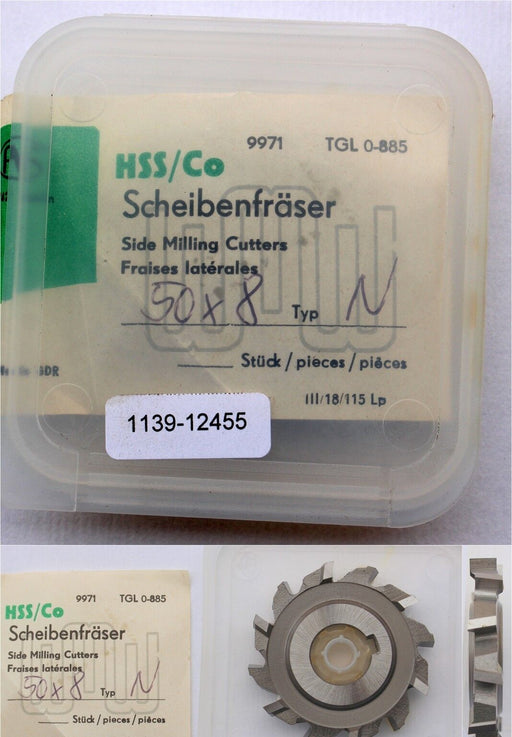 9971 TGL 0-885
HSS/Co
Scheibenfräser
Side Milling Cutters
Fraises latérales
50x8 Typ N
Stück/pieces/pièces
GDR
III/18/115 Lp
1139-12455
9971 TGL 0-885
HSS/Co
Scheibenfräser
Side Milling Cutters
Fraises latérales
50x8 Typ N
Stück/pieces/pièces